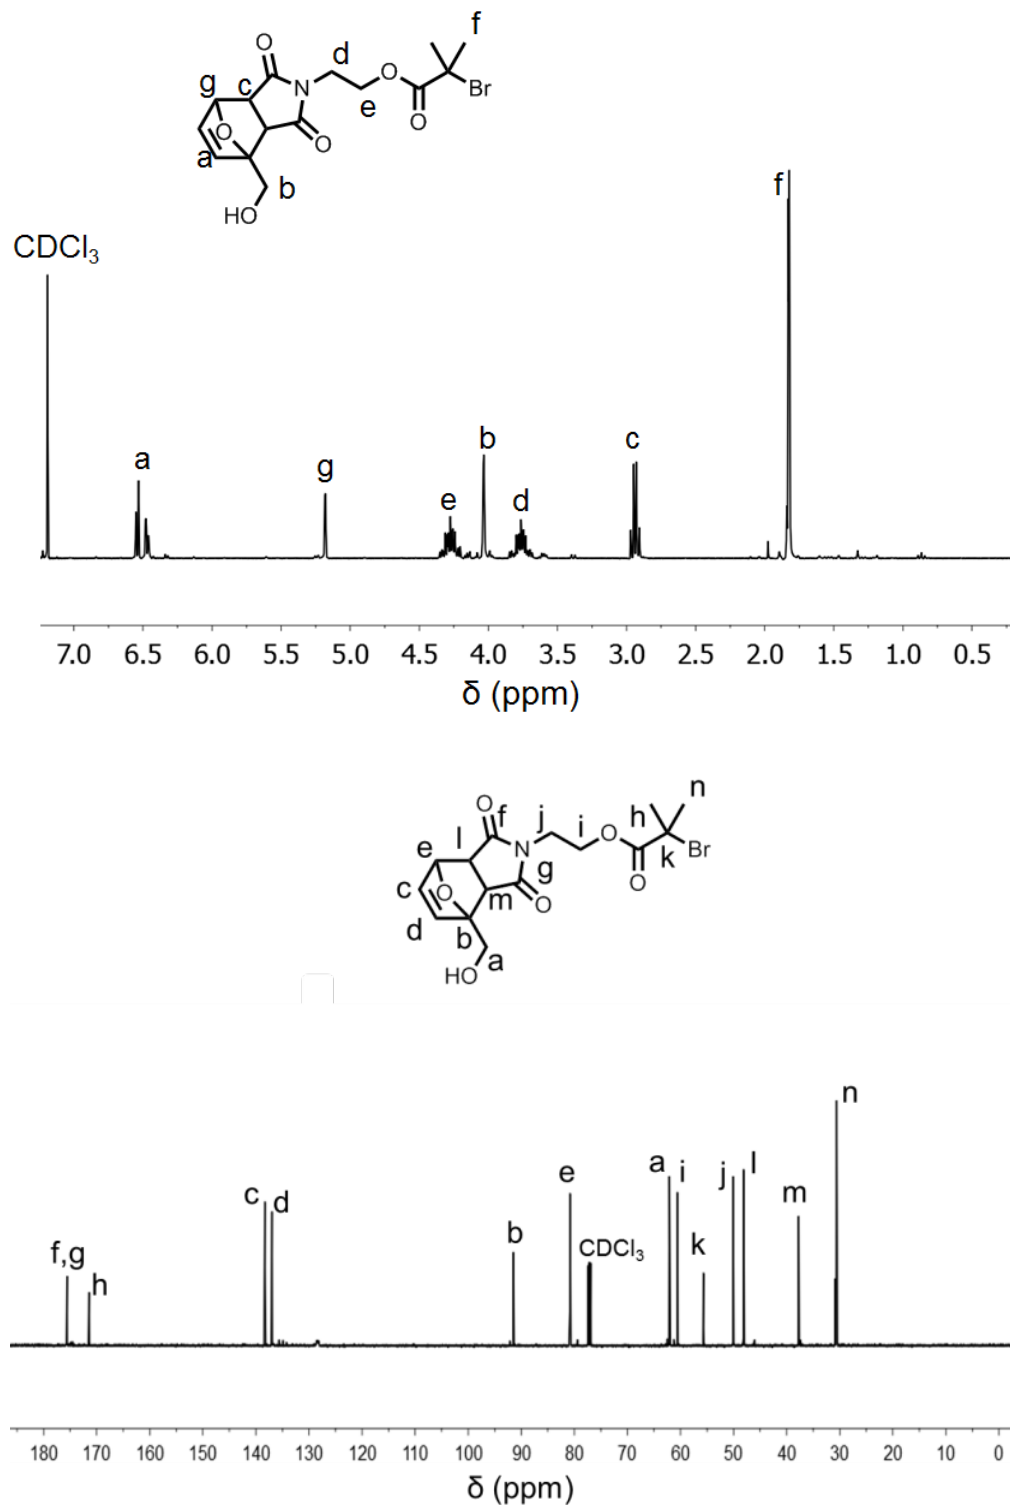 f
O
d
O
g
c
N
e
Br
O
O
O
a
b
HO
f
CDCl₃
a
g
e
b
d
c
7.0 6.5 6.0 5.5 5.0 4.5 4.0 3.5 3.0 2.5 2.0 1.5 1.0 0.5
δ (ppm)
n
O
f
j
h
l
i
O
e
N
k
Br
g
c
O
m
O
O
d
b
a
HO
n
c
d
e
a
i
j
l
m
b
CDCl₃
k
f,g
h
180 170 160 150 140 130 120 110 100 90 80 70 60 50 40 30 20 10 0
δ (ppm)